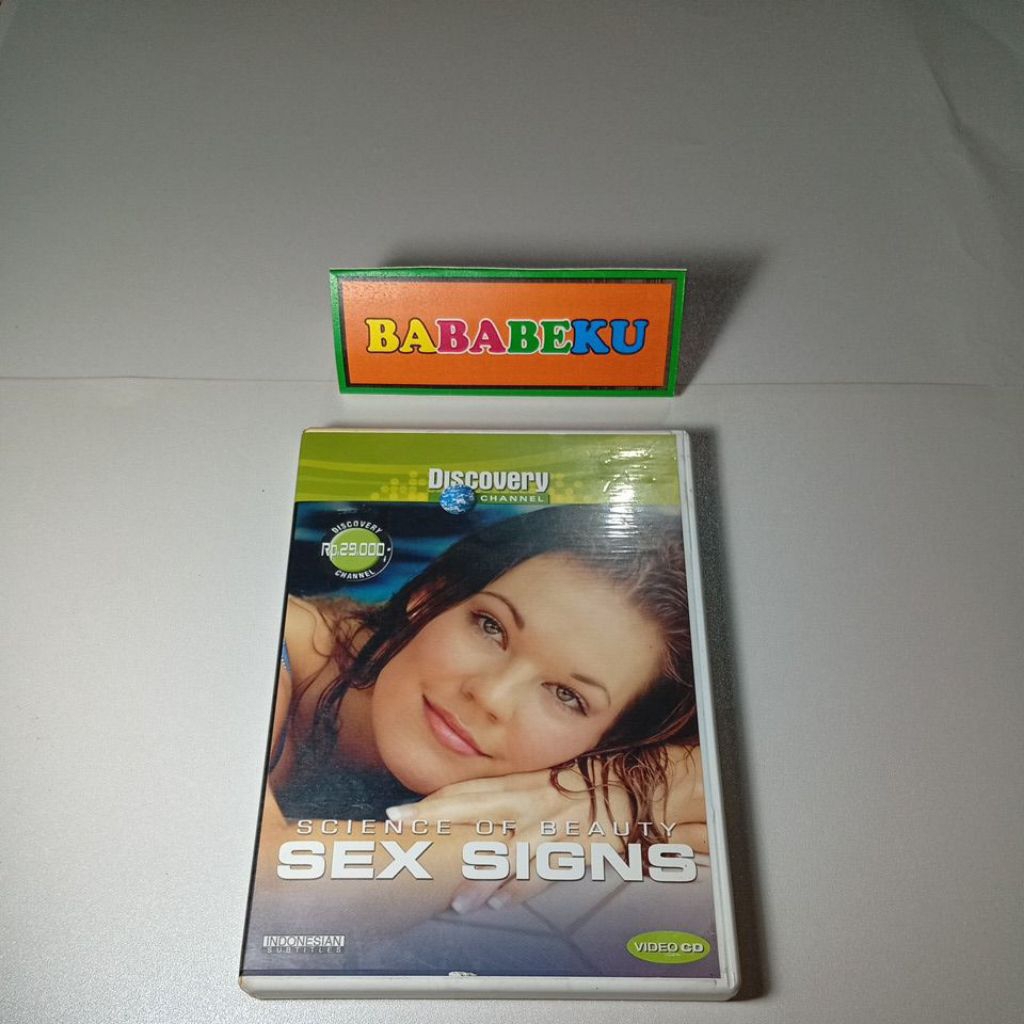 BABABEKU
Discovery
CHANNEL
DISCOVERY
Rp.29.000,-
CHANNEL
SCIENCE OF BEAUTY
SEX SIGNS
INDONESIAN
SUBTITLES
VIDEO CD